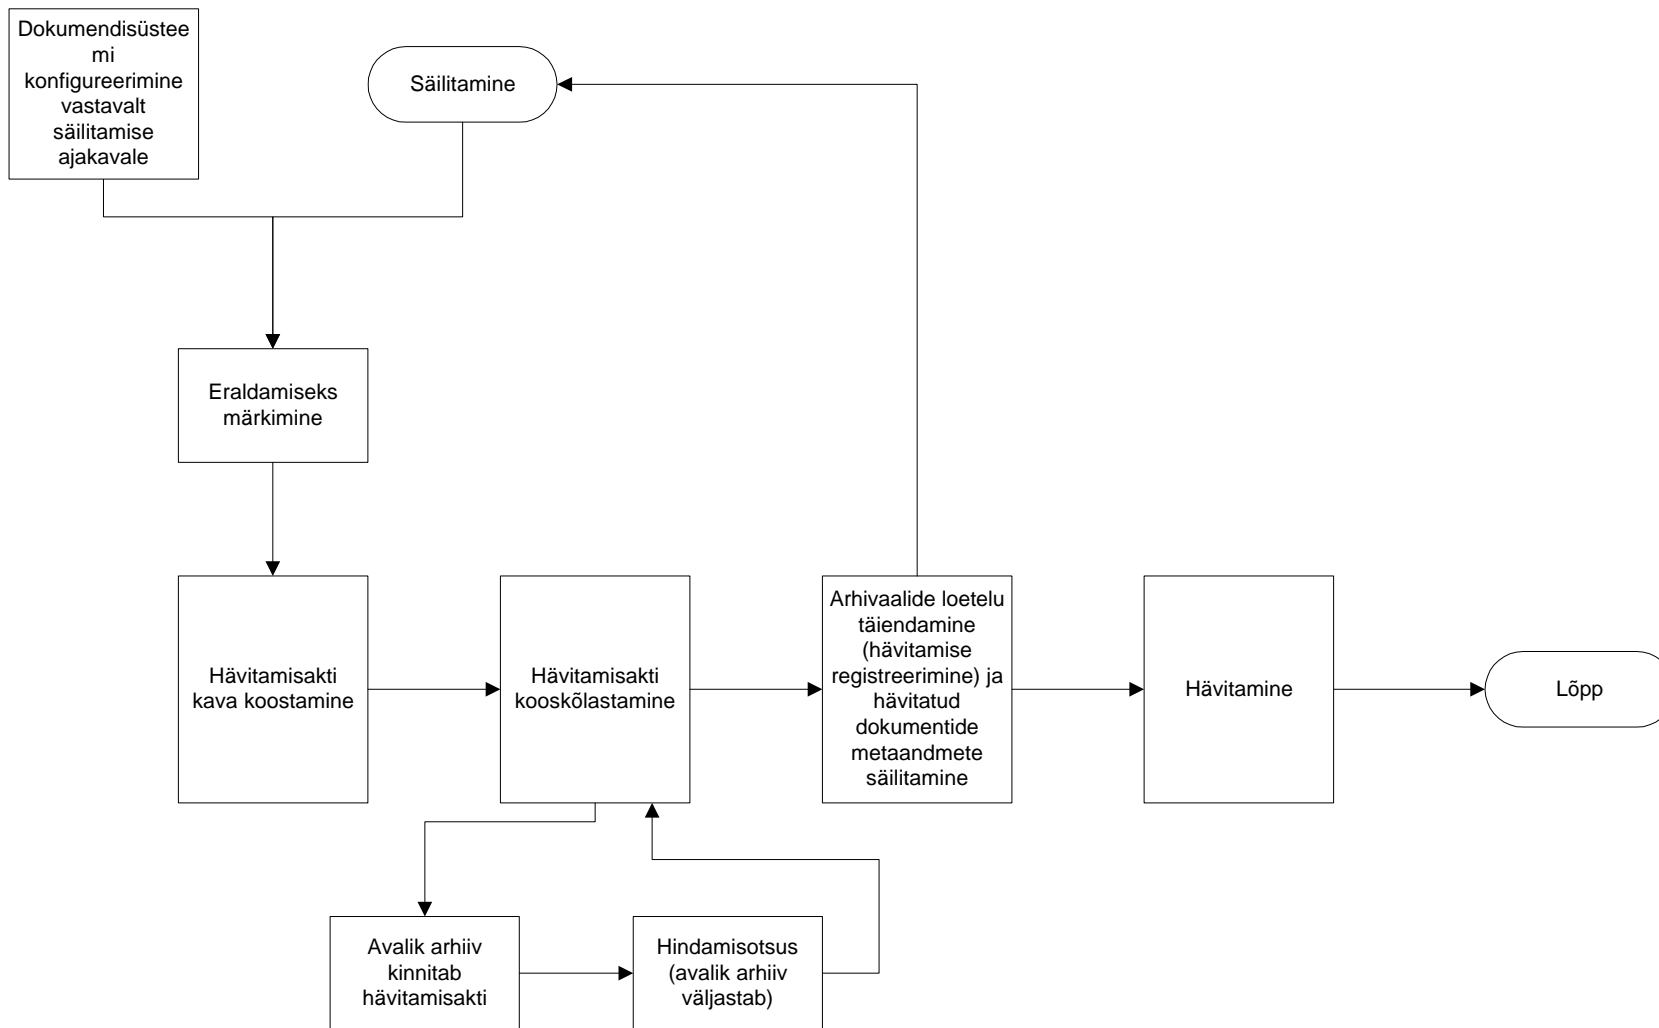 Dokumendisüstee
mi
konfigureerimine
vastavalt
säilitamise
ajakavale
Säilitamine
Eraldamiseks
märkimine
Hävitamisakti
kava koostamine
Hävitamisakti
kooskõlastamine
Arhivaalide loetelu
täiendamine
(hävitamise
registreerimine) ja
hävitatud
dokumentide
metaandmete
säilitamine
Hävitamine
Lõpp
Avalik arhiiv
kinnitab
hävitamisakti
Hindamisotsus
(avalik arhiiv
väljastab)